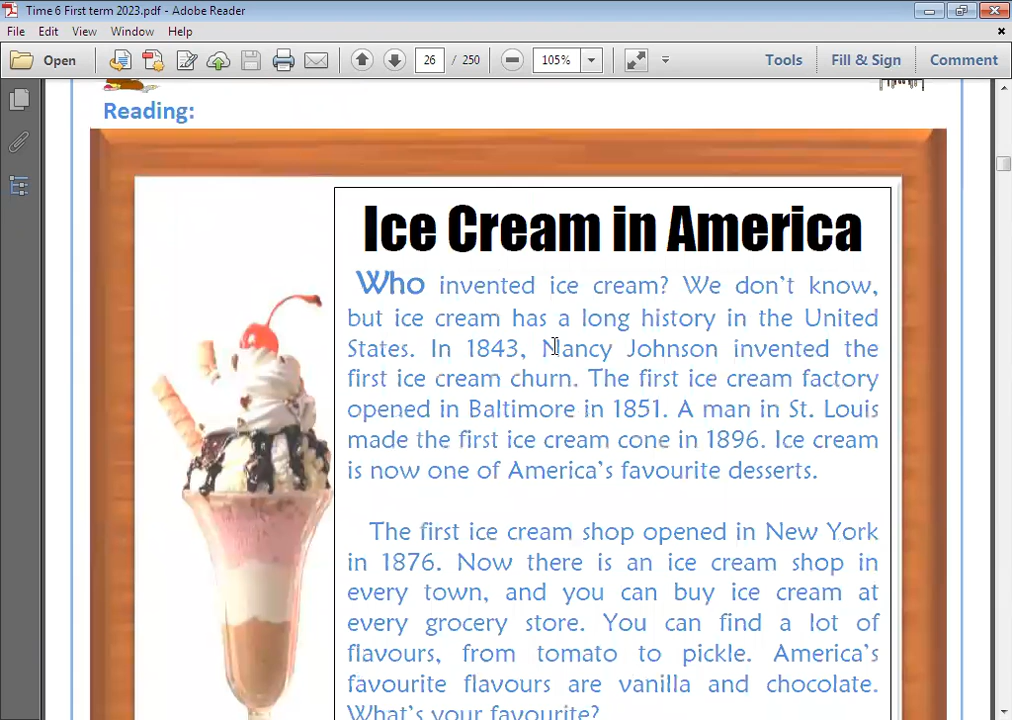 Time 6 First term 2023.pdf - Adobe Reader
File Edit View Window Help
Open 26 / 250 105% Tools Fill & Sign Comment
Reading:
Ice Cream in America
Who invented ice cream? We don't know,
but ice cream has a long history in the United
States. In 1843, Nancy Johnson invented the
first ice cream churn. The first ice cream factory
opened in Baltimore in 1851. A man in St. Louis
made the first ice cream cone in 1896. Ice cream
is now one of America's favourite desserts.
The first ice cream shop opened in New York
in 1876. Now there is an ice cream shop in
every town, and you can buy ice cream at
every grocery store. You can find a lot of
flavours, from tomato to pickle. America's
favourite flavours are vanilla and chocolate.
What's your favourite?